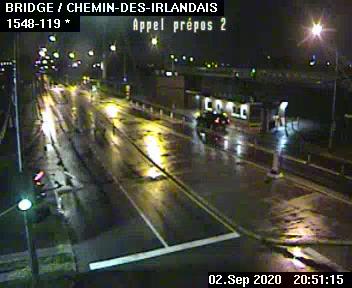 BRIDGE / CHEMIN-DES-IRLANDAIS
1548-119 *
Appel prépos 2
02.Sep 2020 20:51:15